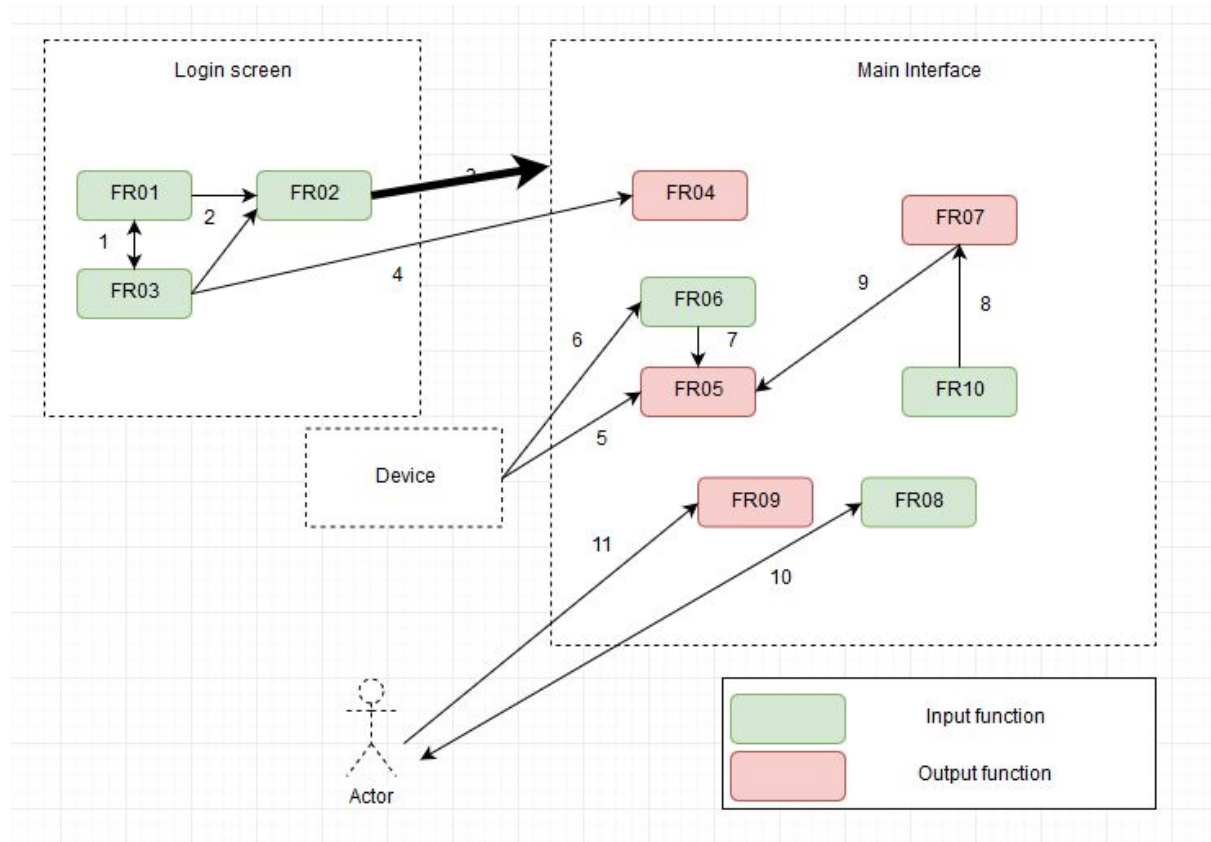 Login screen
Main Interface
FR01
FR02
FR04
FR07
2
1
4
FR03
FR06
9
8
6
7
FR05
FR10
5
Device
FR09
FR08
11
10
Actor
Input function
Output function